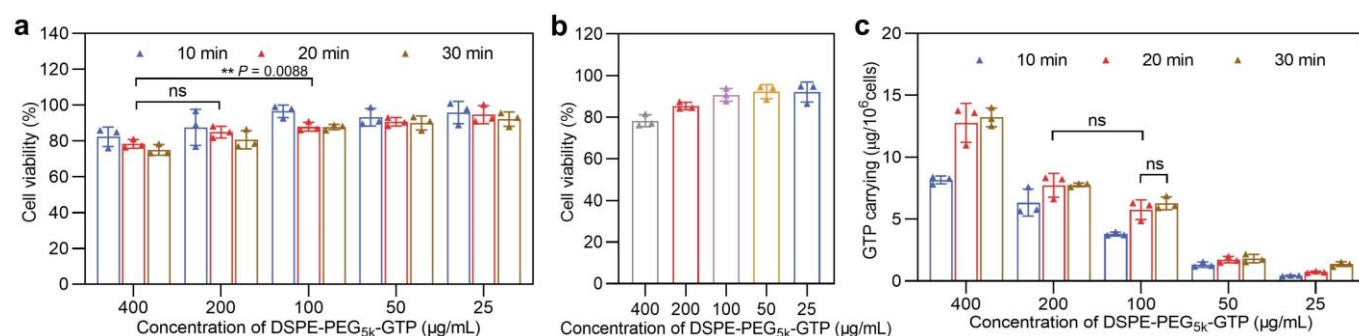 a
140
120
100
80
60
40
20
0
Cell viability (%)
10 min 20 min 30 min
** P = 0.0088
ns
400 200 100 50 25
Concentration of DSPE-PEG5k-GTP (μg/mL)
b
120
100
80
60
40
20
0
Cell viability (%)
400 200 100 50 25
Concentration of DSPE-PEG5k-GTP (μg/mL)
c
20
15
10
5
0
GTP carrying (μg/10⁶cells)
10 min 20 min 30 min
ns
ns
400 200 100 50 25
Concentration of DSPE-PEG5k-GTP (μg/mL)